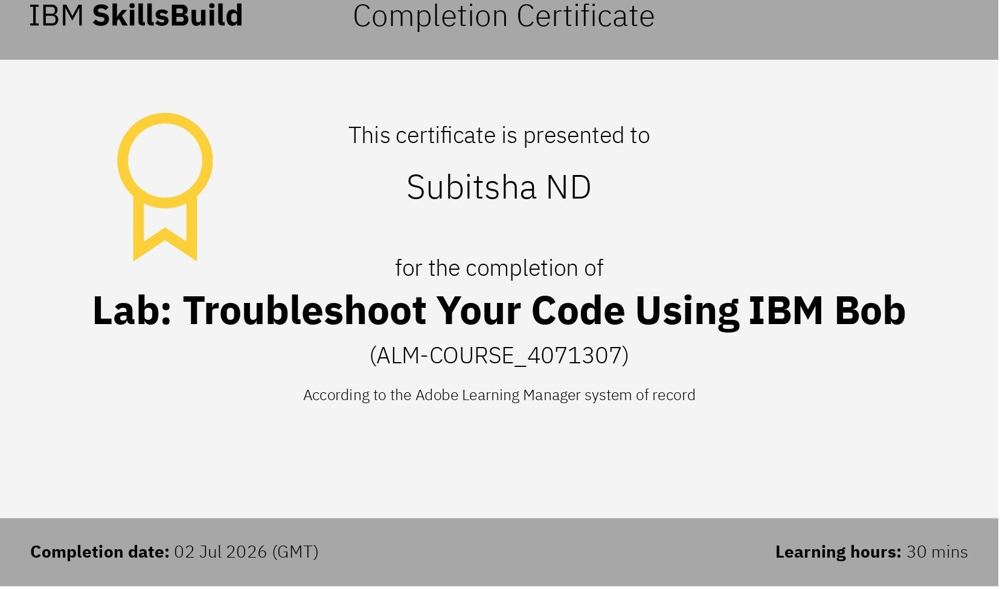 IBM SkillsBuild
Completion Certificate
This certificate is presented to
Subitsha ND
for the completion of
Lab: Troubleshoot Your Code Using IBM Bob
(ALM-COURSE_4071307)
According to the Adobe Learning Manager system of record
Completion date: 02 Jul 2026 (GMT)
Learning hours: 30 mins